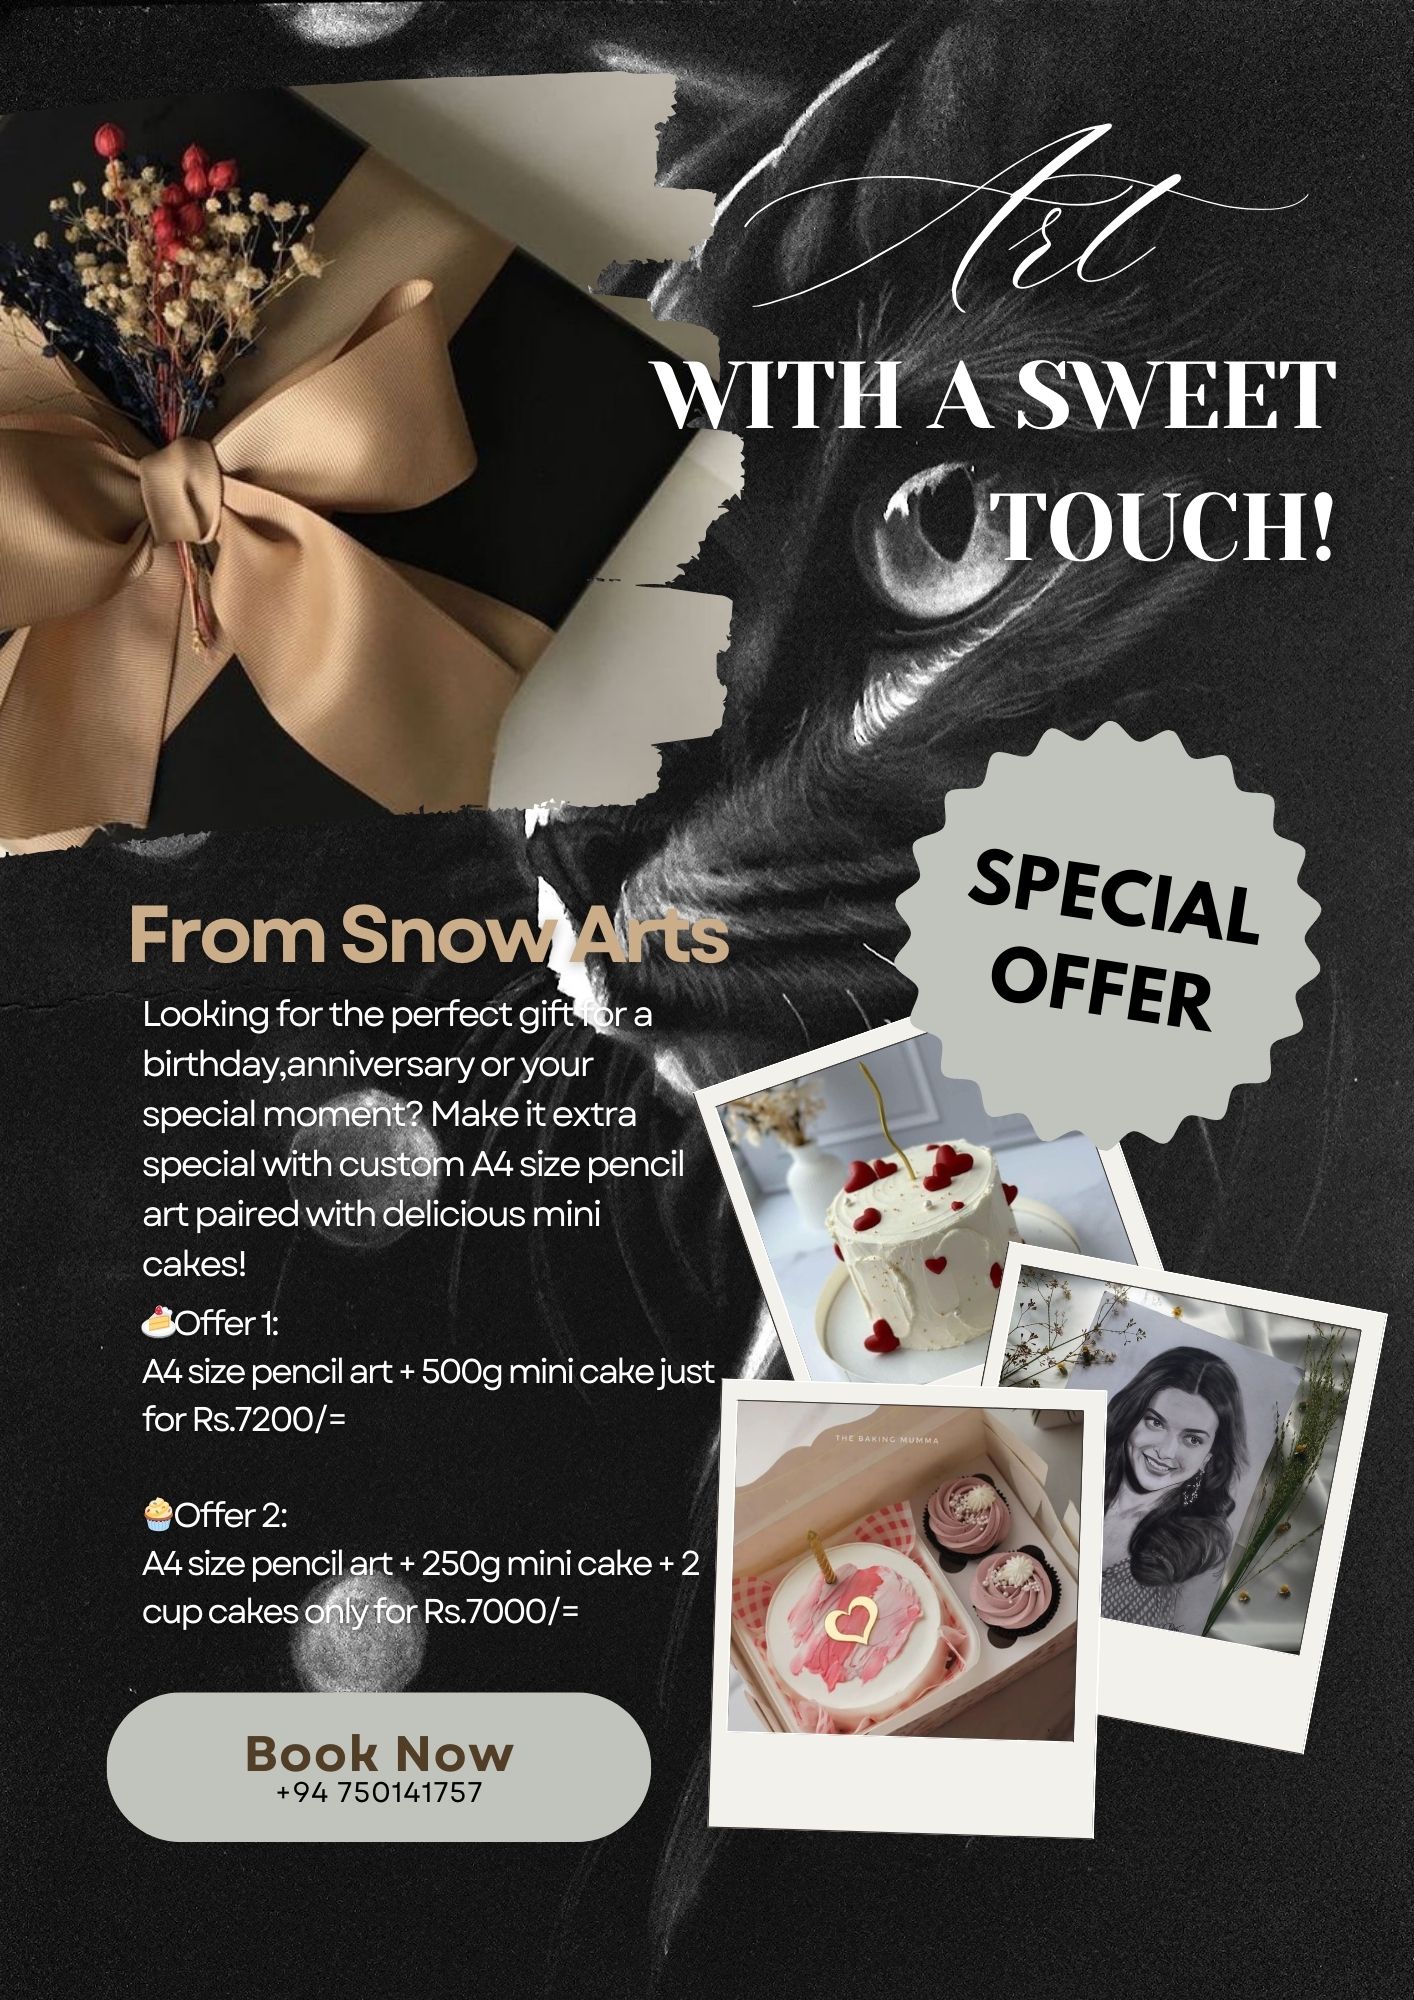 Art
WITH A SWEET
TOUCH!
SPECIAL
OFFER
From Snow Arts
Looking for the perfect gift for a
birthday,anniversary or your
special moment? Make it extra
special with custom A4 size pencil
art paired with delicious mini
cakes!
🍰Offer 1:
A4 size pencil art + 500g mini cake just
for Rs.7200/=
🧁Offer 2:
A4 size pencil art + 250g mini cake + 2
cup cakes only for Rs.7000/=
THE BAKING MUMMA
Book Now
+94 750141757